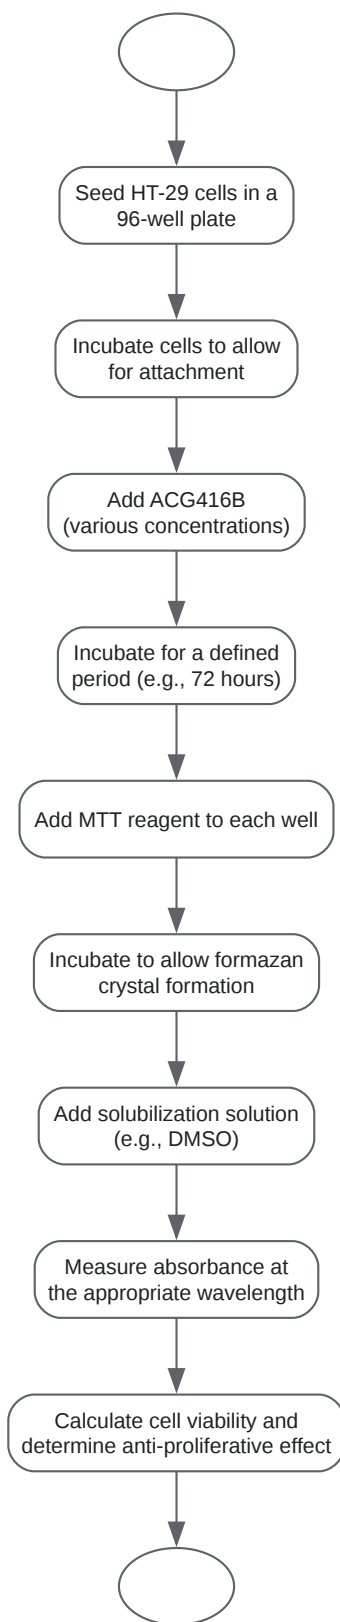 Seed HT-29 cells in a
96-well plate
Incubate cells to allow
for attachment
Add ACG416B
(various concentrations)
Incubate for a defined
period (e.g., 72 hours)
Add MTT reagent to each well
Incubate to allow formazan
crystal formation
Add solubilization solution
(e.g., DMSO)
Measure absorbance at
the appropriate wavelength
Calculate cell viability and
determine anti-proliferative effect